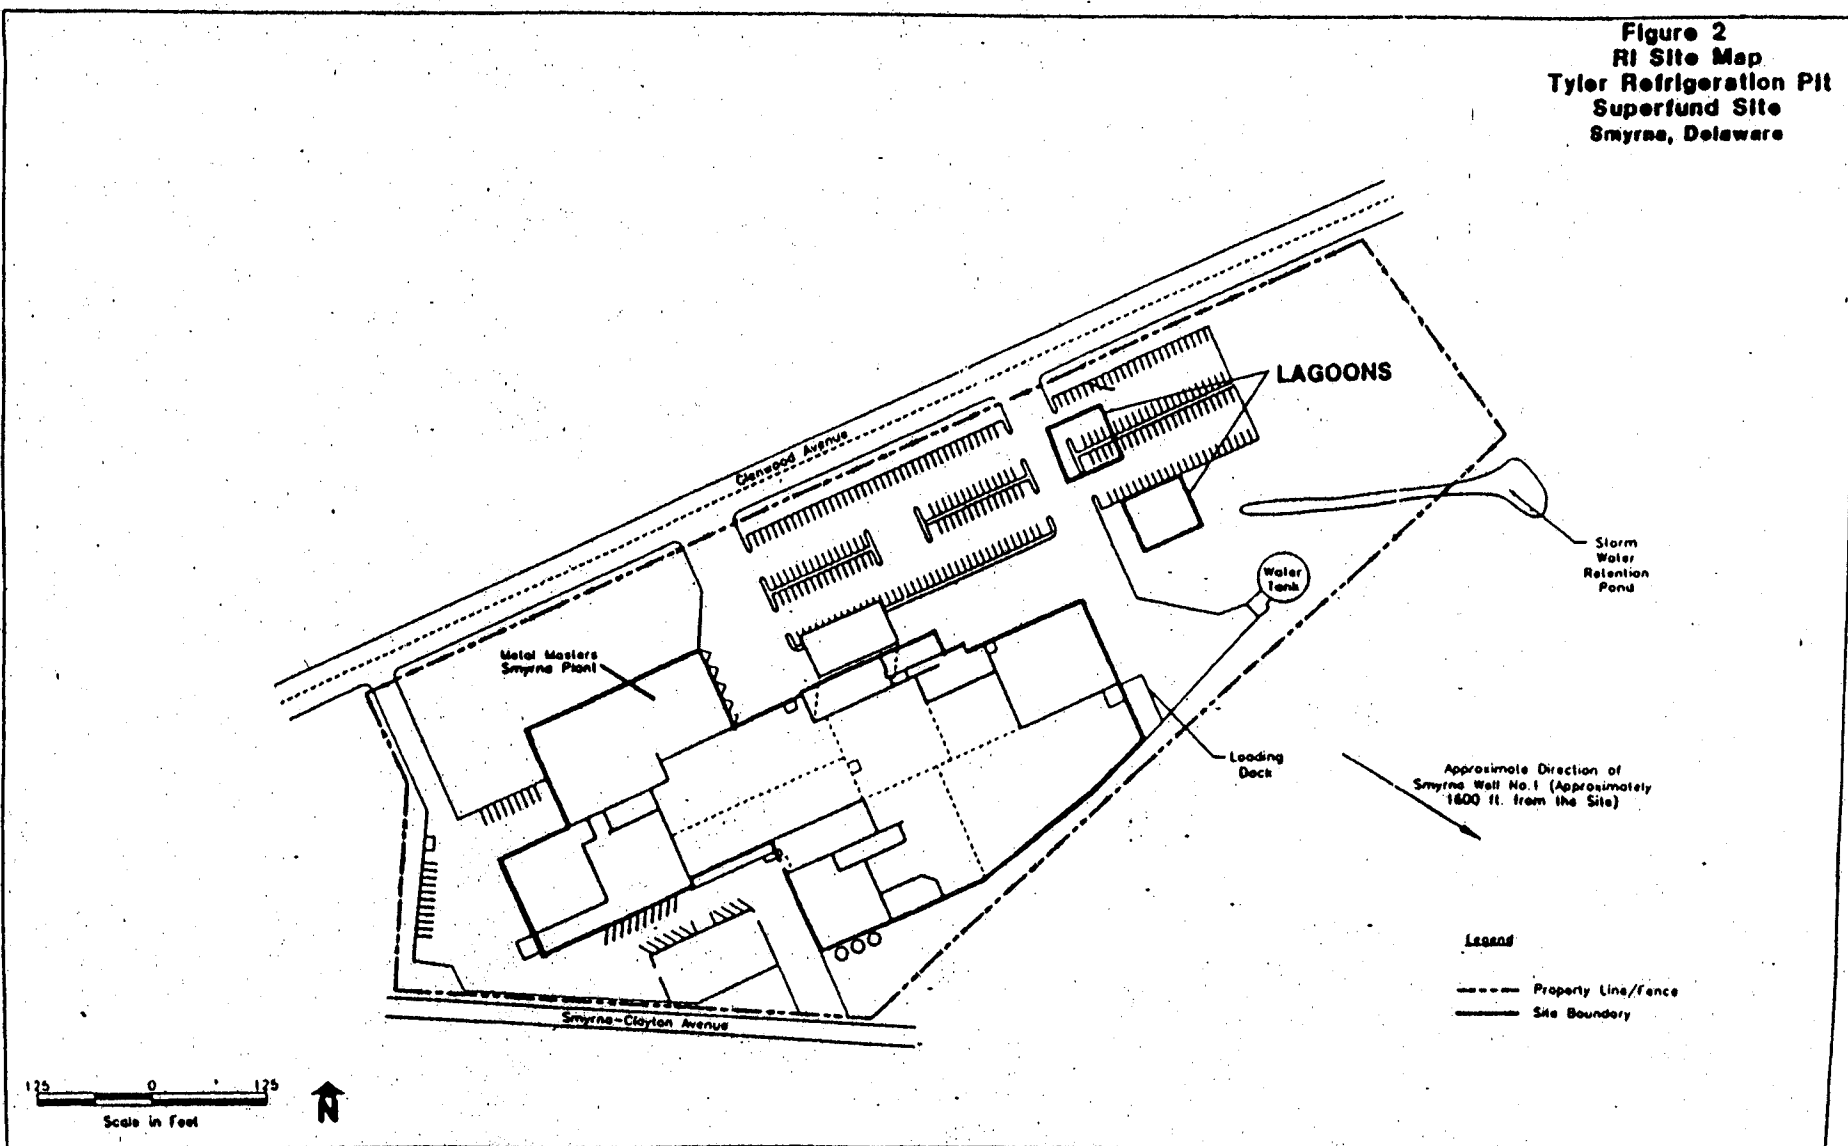 Figure 2
RI Site Map
Tyler Refrigeration Pit
Superfund Site
Smyrna, Delaware
LAGOONS
Glenwood Avenue
Storm
Water
Retention
Pond
Water
Tank
Metal Masters
Smyrna Plant
Loading
Dock
Approximate Direction of
Smyrna Well No.1 (Approximately
1600 ft. from the Site)
Legend
Property Line/Fence
Site Boundary
Smyrna-Clayton Avenue
125 0 125
Scale in Feet
N